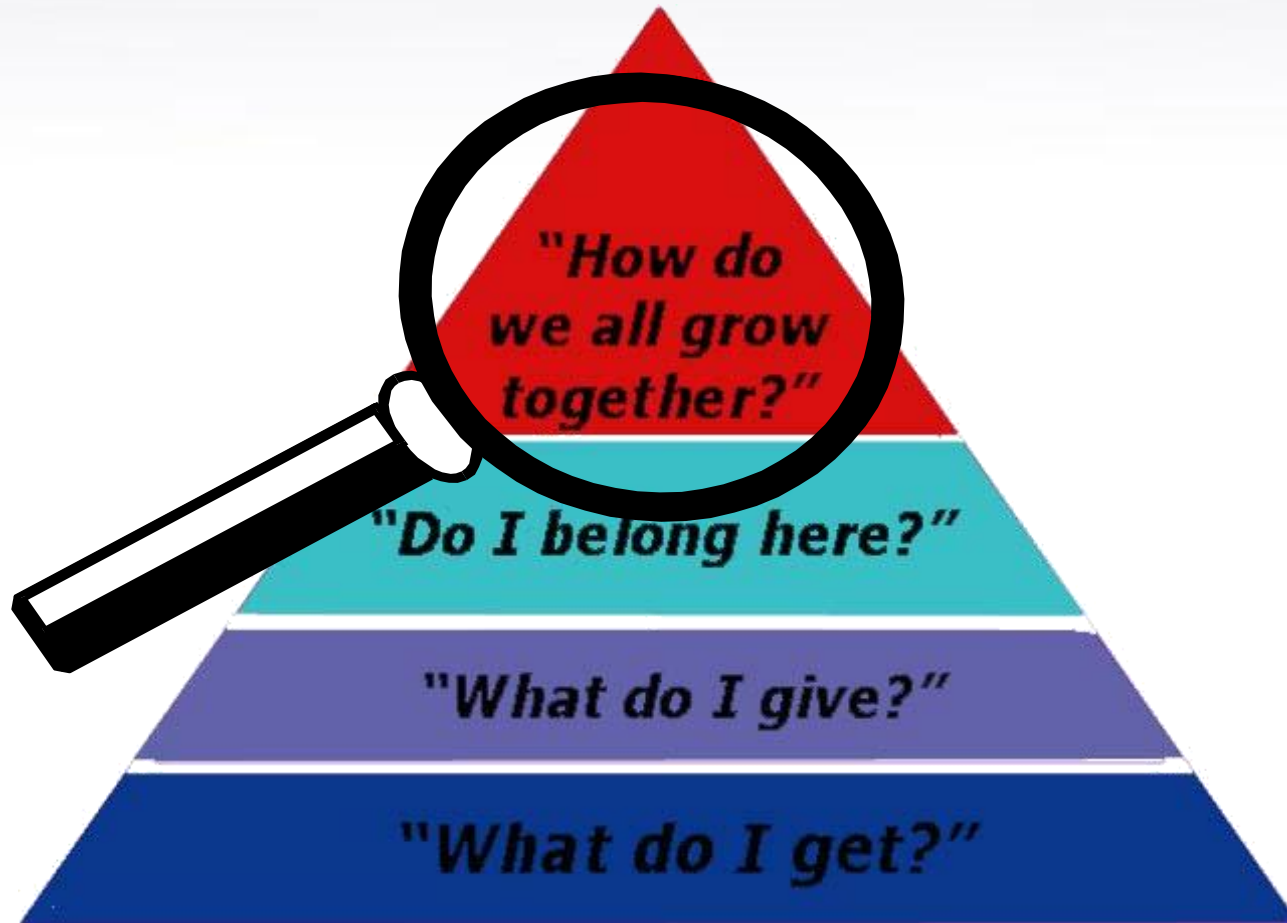 “How do
we all grow
together?”
“Do I belong here?”
“What do I give?”
“What do I get?”